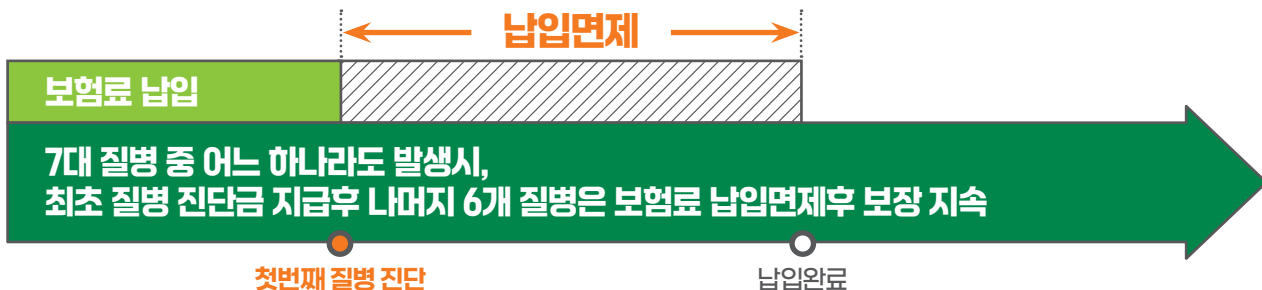 납입면제
보험료 납입
7대 질병 중 어느 하나라도 발생시,
최초 질병 진단금 지급후 나머지 6개 질병은 보험료 납입면제후 보장 지속
첫번째 질병 진단
납입완료